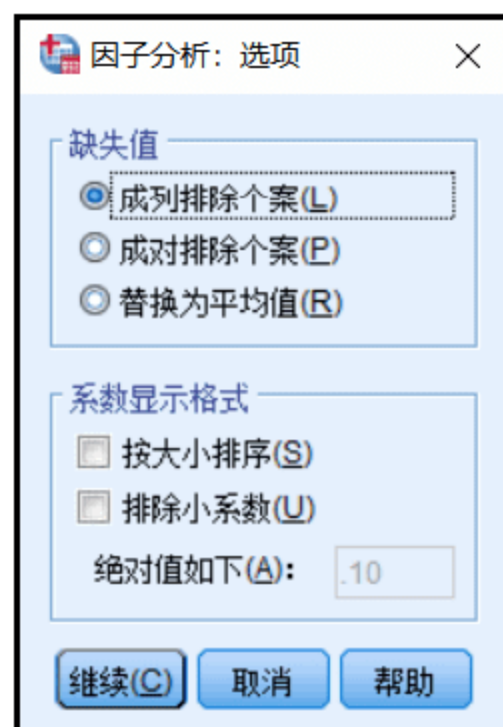 因子分析：选项
缺失值
成列排除个案(L)
成对排除个案(P)
替换为平均值(R)
系数显示格式
按大小排序(S)
排除小系数(U)
绝对值如下(A)： .10
继续(C) 取消 帮助